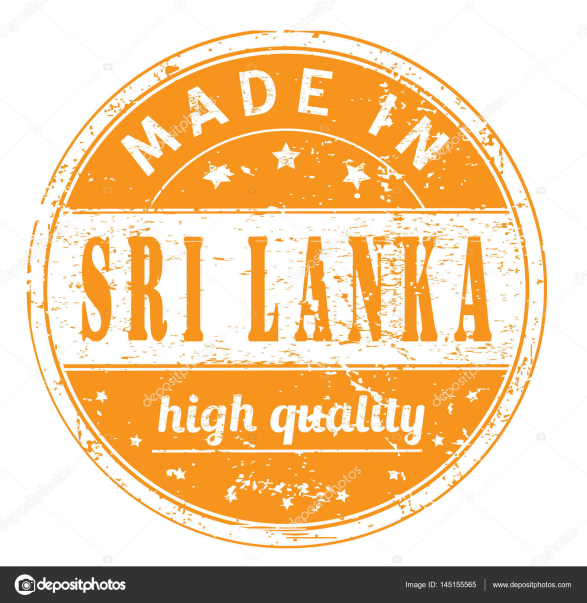 MADE IN
SRI LANKA
high quality
depositphotos
Image ID: 145155565 | www.depositphotos.com